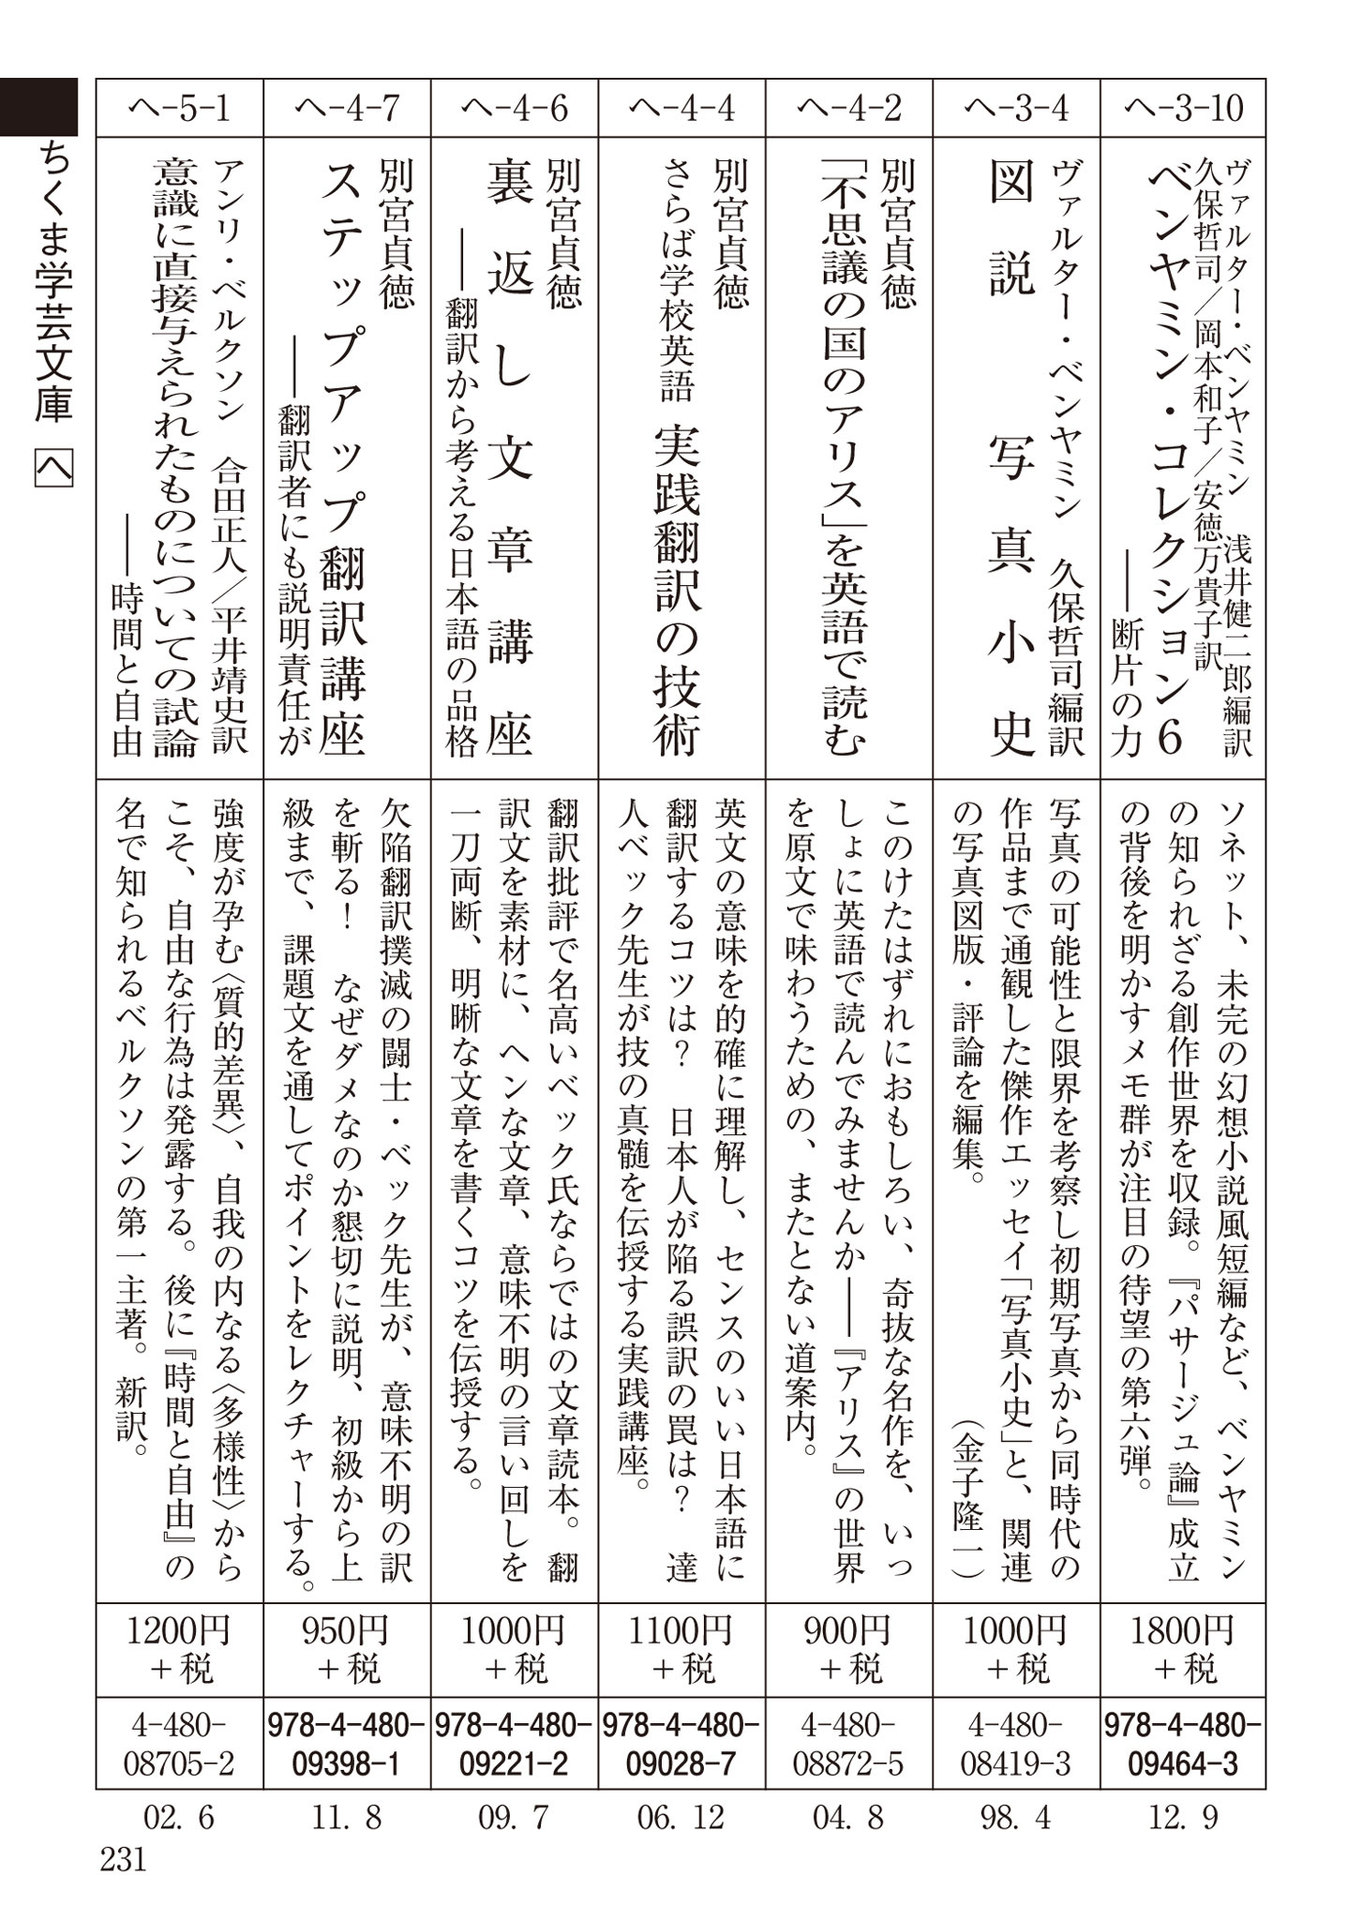 ちくま学芸文庫 へ
へ-3-10
ヴァルター・ベンヤミン 浅井健二郎編訳
久保哲司／岡本和子／安徳万貴子訳
ベンヤミン・コレクション6
――断片の力
ソネット、未完の幻想小説風短編など、ベンヤミン
の知られざる創作世界を収録。『パサージュ論』成立
の背後を明かすメモ群が注目の待望の第六弾。
1800円
＋税
978-4-480-
09464-3
12. 9
へ-3-4
ヴァルター・ベンヤミン 久保哲司編訳
図説 写真小史
写真の可能性と限界を考察し初期写真から同時代の
作品まで通観した傑作エッセイ「写真小史」と、関連
の写真図版・評論を編集。 （金子隆一）
1000円
＋税
4-480-
08419-3
98. 4
へ-4-2
別宮貞徳
「不思議の国のアリス」を英語で読む
このけたはずれにおもしろい、奇抜な名作を、いっ
しょに英語で読んでみませんか――『アリス』の世界
を原文で味わうための、またとない道案内。
900円
＋税
4-480-
08872-5
04. 8
へ-4-4
別宮貞徳
さらば学校英語 実践翻訳の技術
英文の意味を的確に理解し、センスのいい日本語に
翻訳するコツは？ 日本人が陥る誤訳の罠は？ 達
人ベック先生が技の真髄を伝授する実践講座。
1100円
＋税
978-4-480-
09028-7
06. 12
へ-4-6
別宮貞徳
裏返し文章講座
――翻訳から考える日本語の品格
翻訳批評で名高いベック氏ならではの文章読本。翻
訳文を素材に、ヘンな文章、意味不明の言い回しを
一刀両断、明晰な文章を書くコツを伝授する。
1000円
＋税
978-4-480-
09221-2
09. 7
へ-4-7
別宮貞徳
ステップアップ翻訳講座
――翻訳者にも説明責任が
欠陥翻訳撲滅の闘士・ベック先生が、意味不明の訳
を斬る！ なぜダメなのか懇切に説明、初級から上
級まで、課題文を通してポイントをレクチャーする。
950円
＋税
978-4-480-
09398-1
11. 8
へ-5-1
アンリ・ベルクソン 合田正人／平井靖史訳
意識に直接与えられたものについての試論
――時間と自由
強度が孕む〈質的差異〉、自我の内なる〈多様性〉から
こそ、自由な行為は発露する。後に『時間と自由』の
名で知られるベルクソンの第一主著。新訳。
1200円
＋税
4-480-
08705-2
02. 6
231